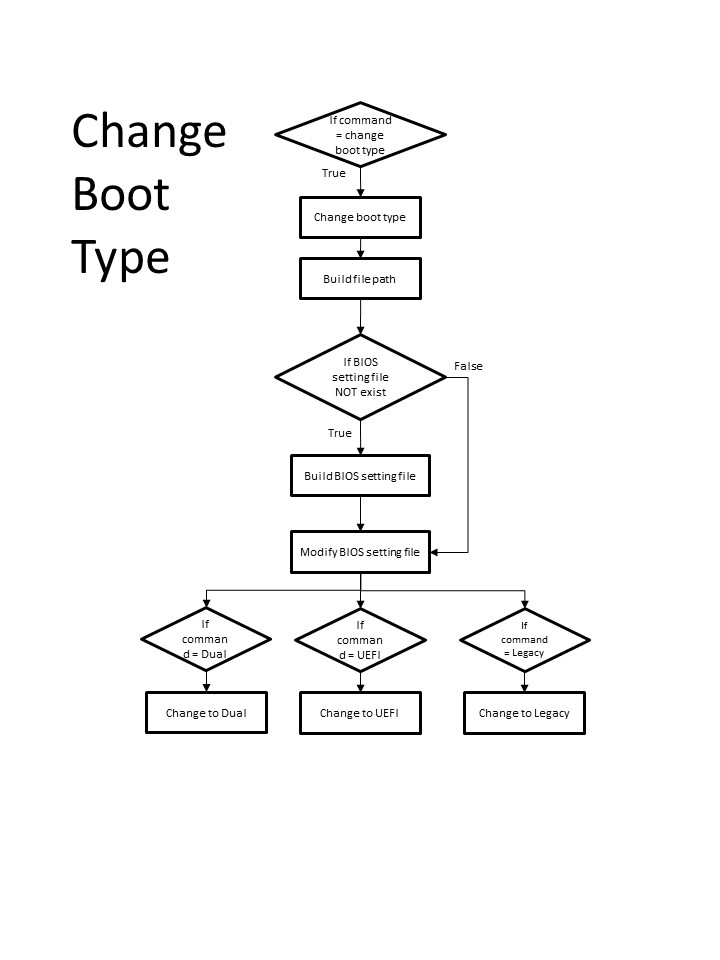 Change
Boot
Type
If command
= change
boot type
True
Change boot type
Build file path
If BIOS
setting file
NOT exist
False
True
Build BIOS setting file
Modify BIOS setting file
If
comman
d = Dual
If
comman
d = UEFI
If
command
= Legacy
Change to Dual
Change to UEFI
Change to Legacy